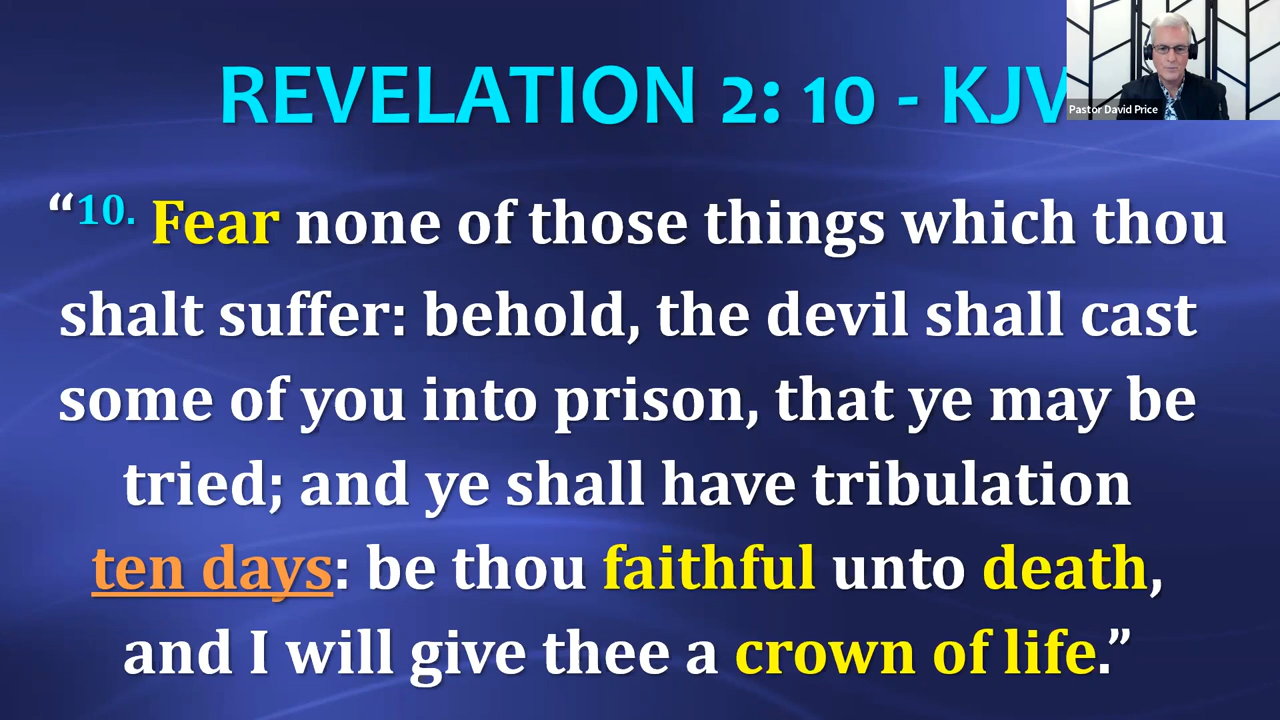 REVELATION 2: 10 - KJV
Pastor David Price
“10. Fear none of those things which thou
shalt suffer: behold, the devil shall cast
some of you into prison, that ye may be
tried; and ye shall have tribulation
ten days: be thou faithful unto death,
and I will give thee a crown of life.”